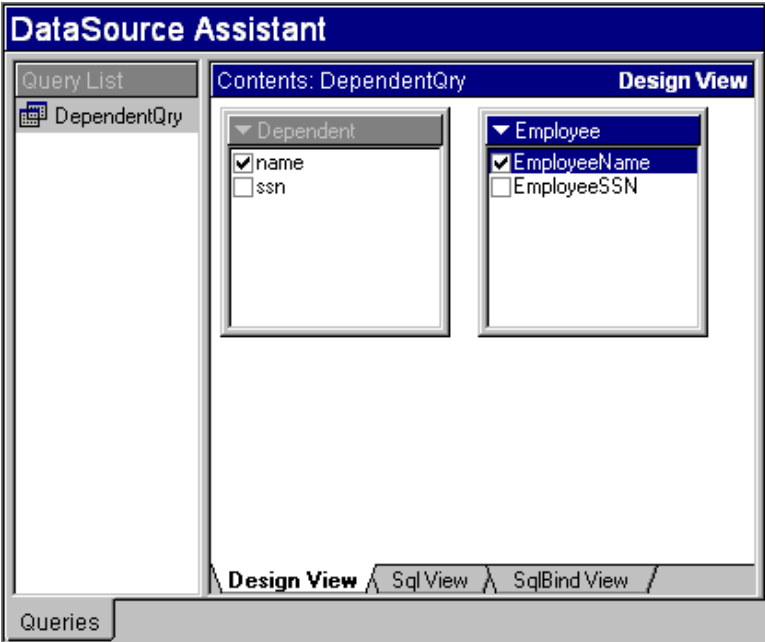 DataSource Assistant
Query List
DependentQry
Contents: DependentQry Design View
Dependent
name
ssn
Employee
EmployeeName
EmployeeSSN
Design View Sql View SqlBind View
Queries